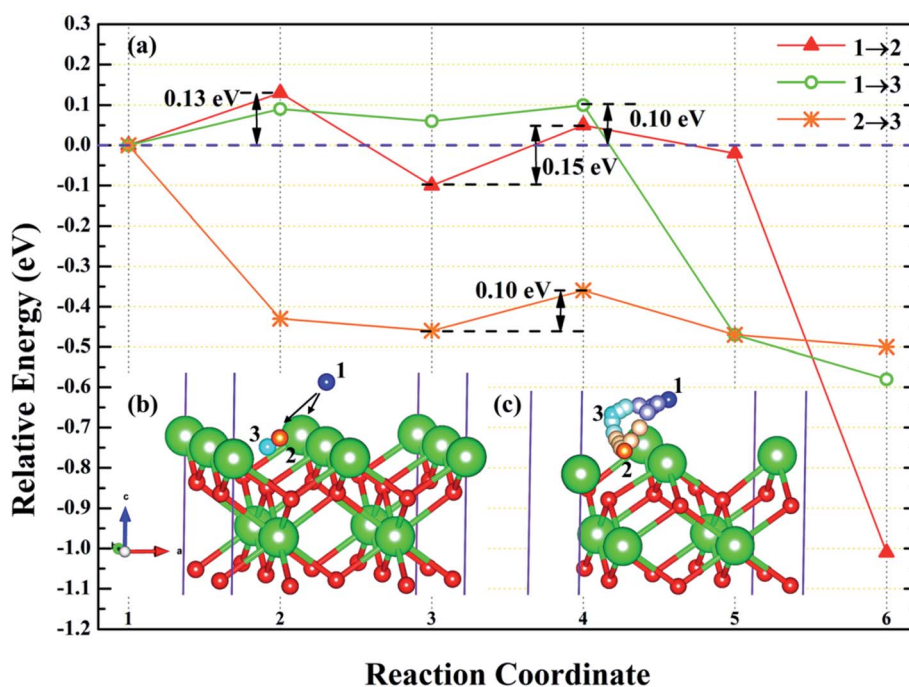 (a)
1→2
1→3
2→3
0.13 eV
0.10 eV
0.15 eV
0.10 eV
0.3
0.2
0.1
0.0
-0.1
-0.2
-0.3
-0.4
-0.5
-0.6
-0.7
-0.8
-0.9
-1.0
-1.1
-1.2
Relative Energy (eV)
(b)
1
3
2
c
a
(c)
1
3
2
1 2 3 4 5 6
Reaction Coordinate